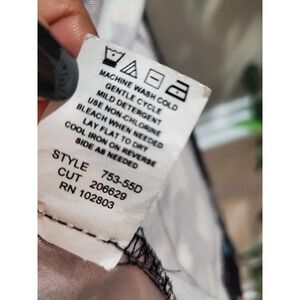 MACHINE WASH COLD
GENTLE CYCLE
MILD DETERGENT
USE NON-CHLORINE
BLEACH WHEN NEEDED
LAY FLAT TO DRY
COOL IRON ON REVERSE
SIDE AS NEEDED
STYLE 753-55D
CUT 206629
RN 102803